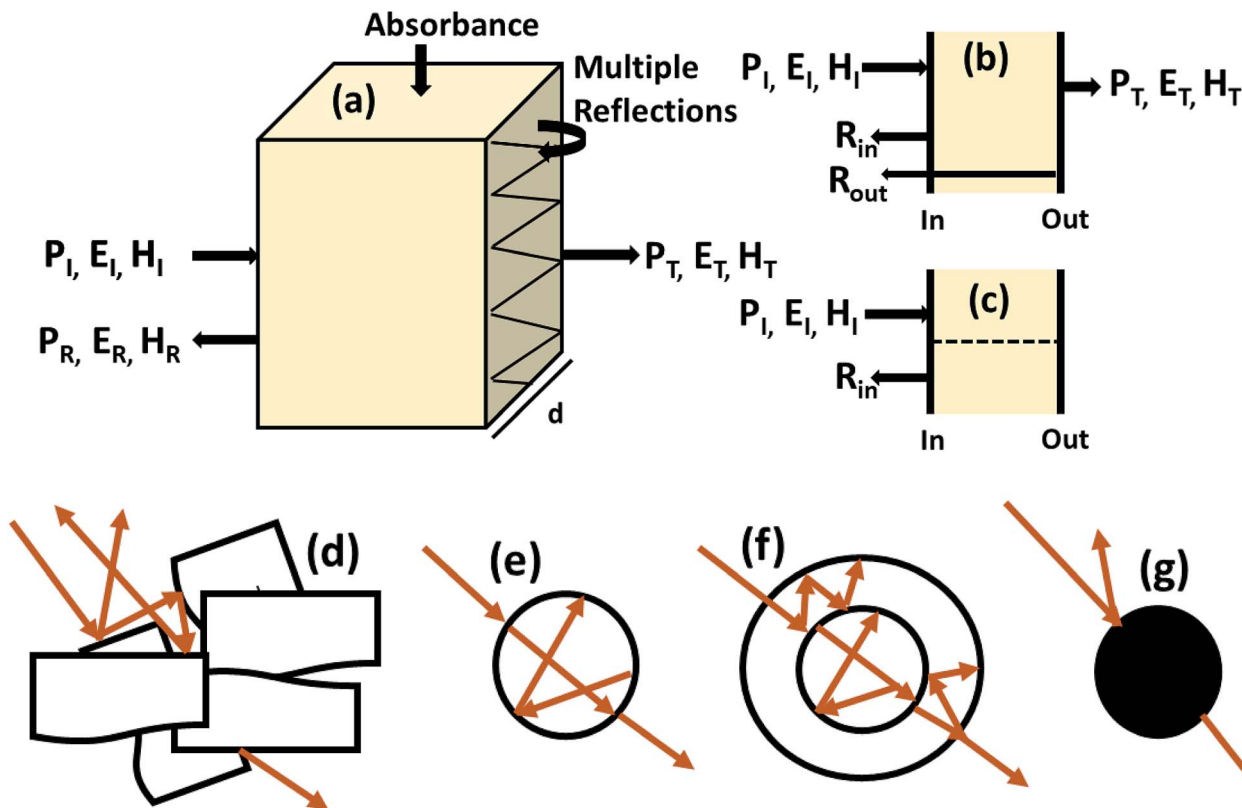 Absorbance
(a)
Multiple
Reflections
P_I, E_I, H_I
P_R, E_R, H_R
P_T, E_T, H_T
d
(b)
P_I, E_I, H_I
P_T, E_T, H_T
R_in
R_out
In Out
(c)
P_I, E_I, H_I
R_in
In Out
(d)
(e)
(f)
(g)